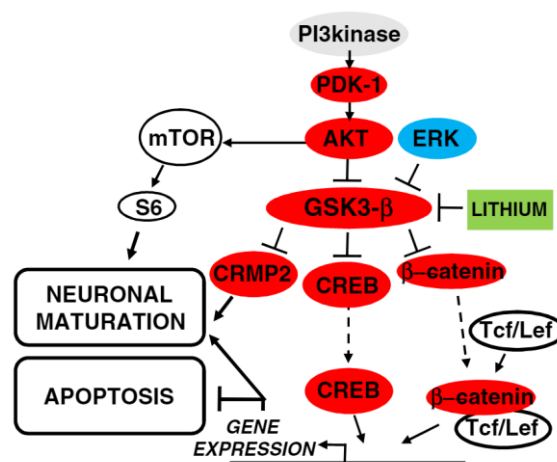 PI3kinase
PDK-1
mTOR
AKT
ERK
S6
GSK3-β
LITHIUM
CRMP2
CREB
β–catenin
NEURONAL
MATURATION
Tcf/Lef
APOPTOSIS
CREB
β–catenin
Tcf/Lef
GENE
EXPRESSION